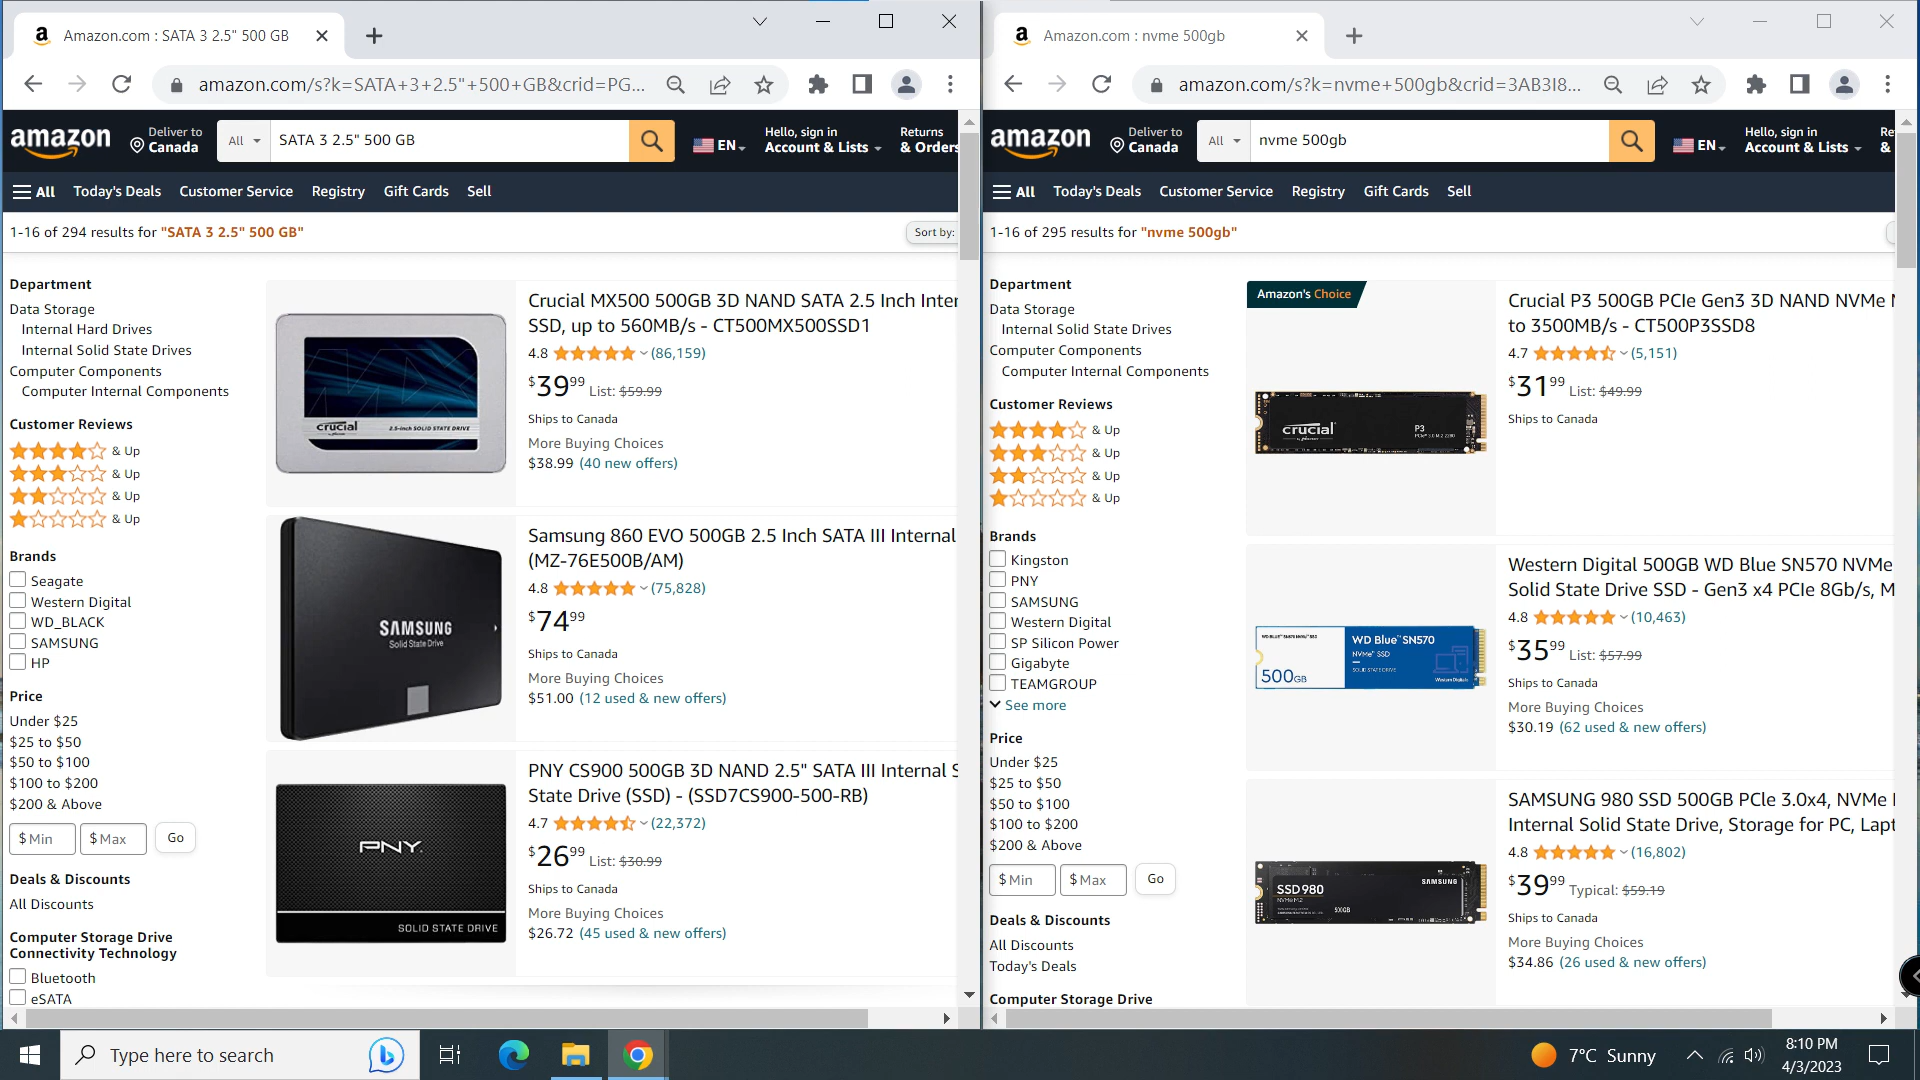 Amazon.com : SATA 3 2.5" 500 GB
amazon.com/s?k=SATA+3+2.5"+500+GB&crid=PG...
amazon
Deliver to
Canada
All
SATA 3 2.5" 500 GB
EN
Hello, sign in
Account & Lists
Returns
& Orders
All
Today's Deals
Customer Service
Registry
Gift Cards
Sell
1-16 of 294 results for "SATA 3 2.5" 500 GB"
Sort by:
Department
Data Storage
Internal Hard Drives
Internal Solid State Drives
Computer Components
Computer Internal Components
Customer Reviews
& Up
& Up
& Up
& Up
Brands
Seagate
Western Digital
WD_BLACK
SAMSUNG
HP
Price
Under $25
$25 to $50
$50 to $100
$100 to $200
$200 & Above
$ Min
$ Max
Go
Deals & Discounts
All Discounts
Computer Storage Drive
Connectivity Technology
Bluetooth
eSATA
crucial
2.5-inch SOLID STATE DRIVE
Crucial MX500 500GB 3D NAND SATA 2.5 Inch Inter
SSD, up to 560MB/s - CT500MX500SSD1
4.8 (86,159)
$39.99 List: $59.99
Ships to Canada
More Buying Choices
$38.99 (40 new offers)
SAMSUNG
Solid State Drive
Samsung 860 EVO 500GB 2.5 Inch SATA III Internal
(MZ-76E500B/AM)
4.8 (75,828)
$74.99
Ships to Canada
More Buying Choices
$51.00 (12 used & new offers)
PNY
SOLID STATE DRIVE
PNY CS900 500GB 3D NAND 2.5" SATA III Internal S
State Drive (SSD) - (SSD7CS900-500-RB)
4.7 (22,372)
$26.99 List: $30.99
Ships to Canada
More Buying Choices
$26.72 (45 used & new offers)
Amazon.com : nvme 500gb
amazon.com/s?k=nvme+500gb&crid=3AB3I8...
amazon
Deliver to
Canada
All
nvme 500gb
EN
Hello, sign in
Account & Lists
Re
&
All
Today's Deals
Customer Service
Registry
Gift Cards
Sell
1-16 of 295 results for "nvme 500gb"
Department
Data Storage
Internal Solid State Drives
Computer Components
Computer Internal Components
Customer Reviews
& Up
& Up
& Up
& Up
Brands
Kingston
PNY
SAMSUNG
Western Digital
SP Silicon Power
Gigabyte
TEAMGROUP
See more
Price
Under $25
$25 to $50
$50 to $100
$100 to $200
$200 & Above
$ Min
$ Max
Go
Deals & Discounts
All Discounts
Today's Deals
Computer Storage Drive
Amazon's Choice
crucial
P3
Crucial P3 500GB PCIe Gen3 3D NAND NVMe
to 3500MB/s - CT500P3SSD8
4.7 (5,151)
$31.99 List: $49.99
Ships to Canada
WD Blue SN570
NVMe SSD
500GB
Western Digital 500GB WD Blue SN570 NVMe
Solid State Drive SSD - Gen3 x4 PCIe 8Gb/s, M
4.8 (10,463)
$35.99 List: $57.99
Ships to Canada
More Buying Choices
$30.19 (62 used & new offers)
SAMSUNG
SSD 980
NVMe M.2
500GB
SAMSUNG 980 SSD 500GB PCle 3.0x4, NVMe
Internal Solid State Drive, Storage for PC, Lapt
4.8 (16,802)
$39.99 Typical: $59.19
Ships to Canada
More Buying Choices
$34.86 (26 used & new offers)
Type here to search
7°C Sunny
8:10 PM
4/3/2023